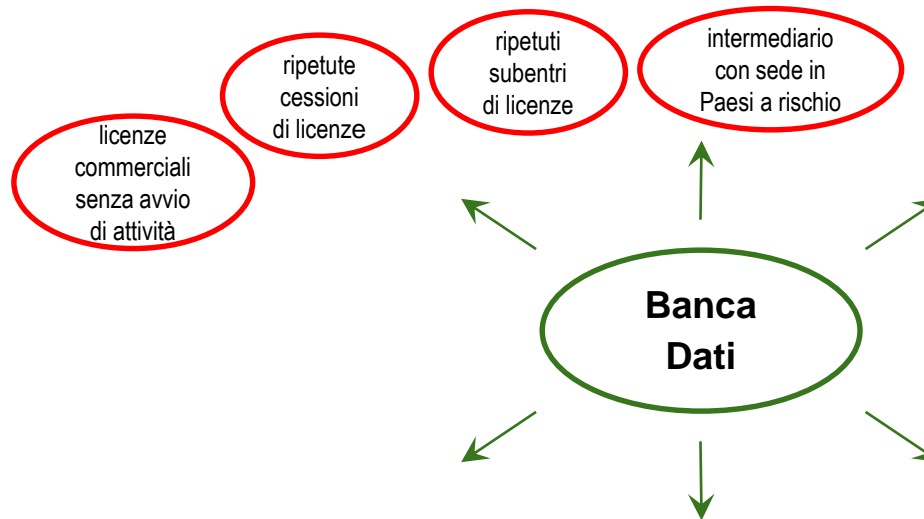 licenze
commerciali
senza avvio
di attività
ripetute
cessioni
di licenze
ripetuti
subentri
di licenze
intermediario
con sede in
Paesi a rischio
Banca
Dati